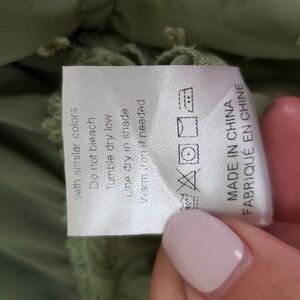 with similar colors
Do not bleach
Tumble dry low
Line dry in shade
Warm iron if needed
MADE IN CHINA
FABRIQUÉ EN CHINE